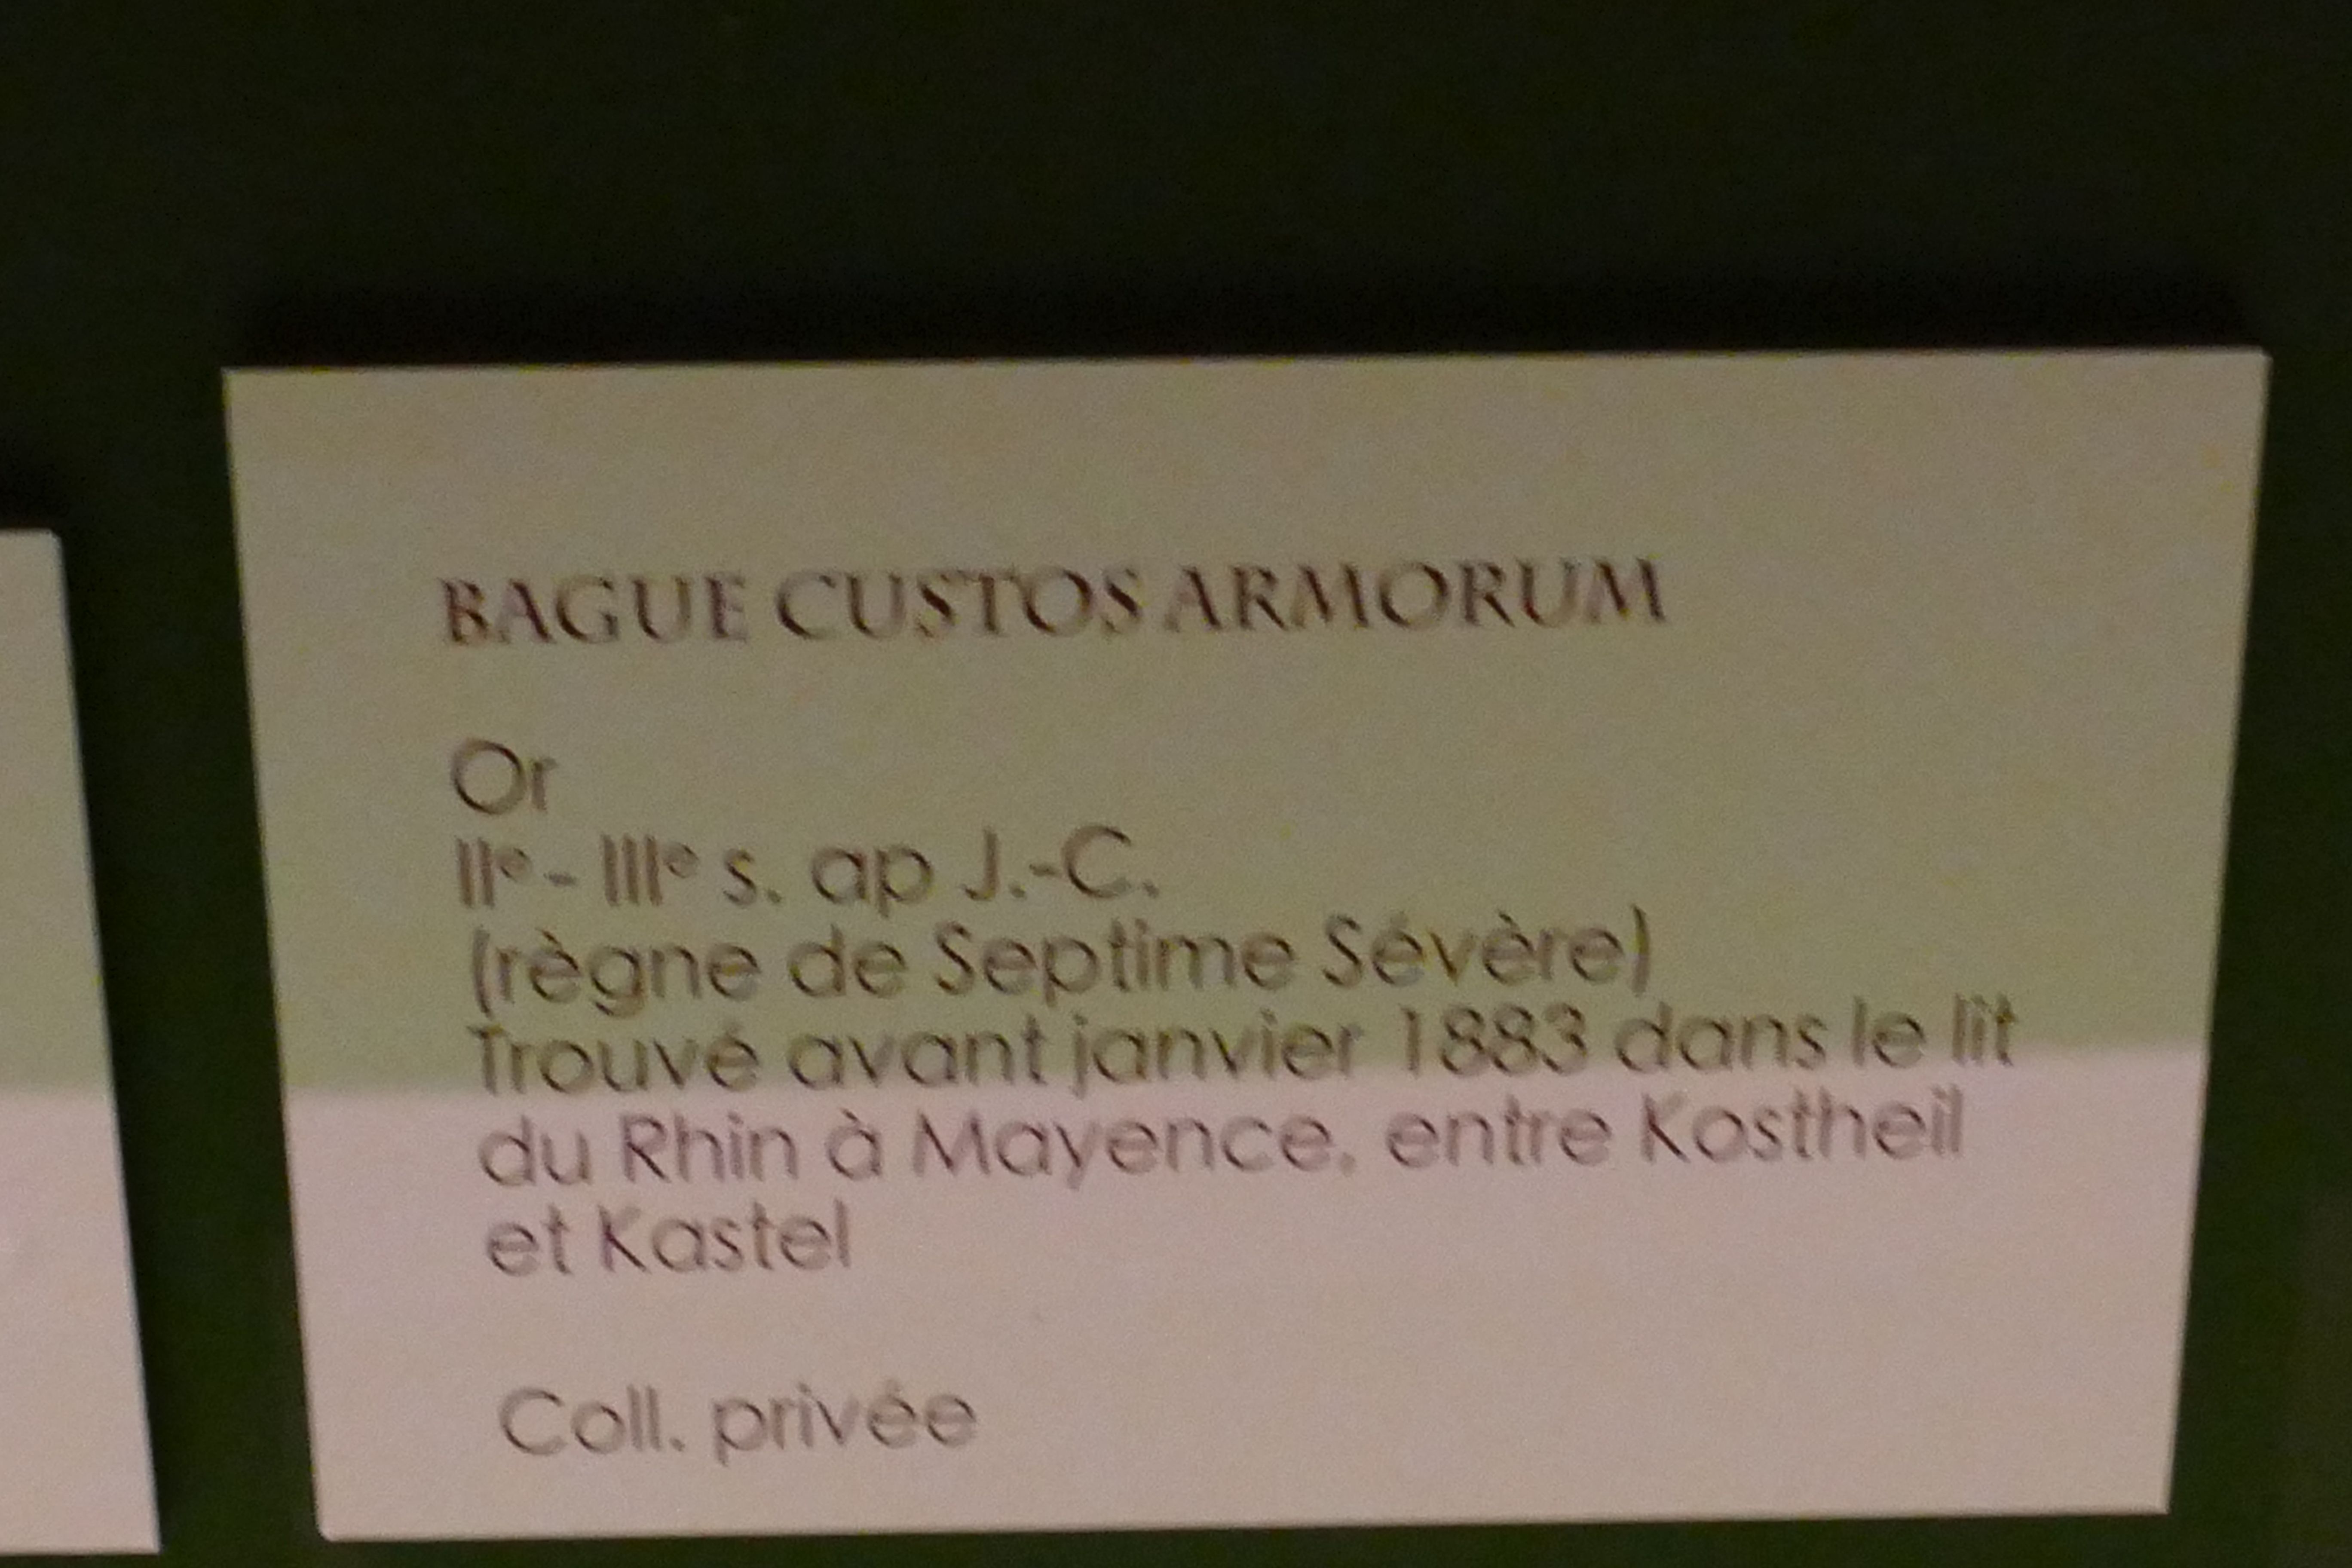 BAGUE CUSTOS ARMORUM
Or
IIe - IIIe s. ap J.-C.
(règne de Septime Sévère)
Trouvé avant janvier 1883 dans le lit
du Rhin à Mayence, entre Kostheil
et Kastel
Coll. privée